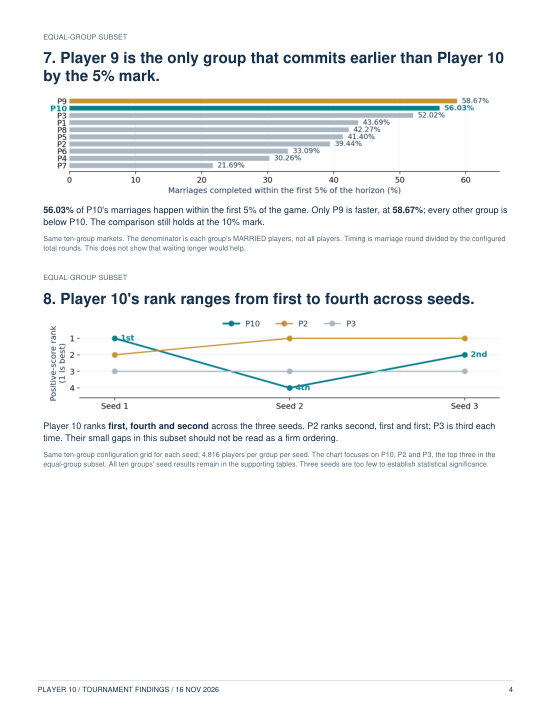 EQUAL-GROUP SUBSET
7. Player 9 is the only group that commits earlier than Player 10
by the 5% mark.
P9 58.67%
P10 56.03%
P3 52.02%
P1 43.69%
P8 42.27%
P5 41.40%
P2 39.44%
P6 33.09%
P4 30.26%
P7 21.69%
0 10 20 30 40 50 60
Marriages completed within the first 5% of the horizon (%)
56.03% of P10's marriages happen within the first 5% of the game. Only P9 is faster, at 58.67%; every other group is
below P10. The comparison still holds at the 10% mark.
Same ten-group markets. The denominator is each group's MARRIED players, not all players. Timing is marriage round divided by the configured
total rounds. This does not show that waiting longer would help.
EQUAL-GROUP SUBSET
8. Player 10's rank ranges from first to fourth across seeds.
P10 P2 P3
Positive-score rank
(1 is best)
1 1st
2 2nd
3
4 4th
Seed 1 Seed 2 Seed 3
Player 10 ranks first, fourth and second across the three seeds. P2 ranks second, first and first; P3 is third each
time. Their small gaps in this subset should not be read as a firm ordering.
Same ten-group configuration grid for each seed; 4,816 players per group per seed. The chart focuses on P10, P2 and P3, the top three in the
equal-group subset. All ten groups' seed results remain in the supporting tables. Three seeds are too few to establish statistical significance.
PLAYER 10 / TOURNAMENT FINDINGS / 16 NOV 2026 4